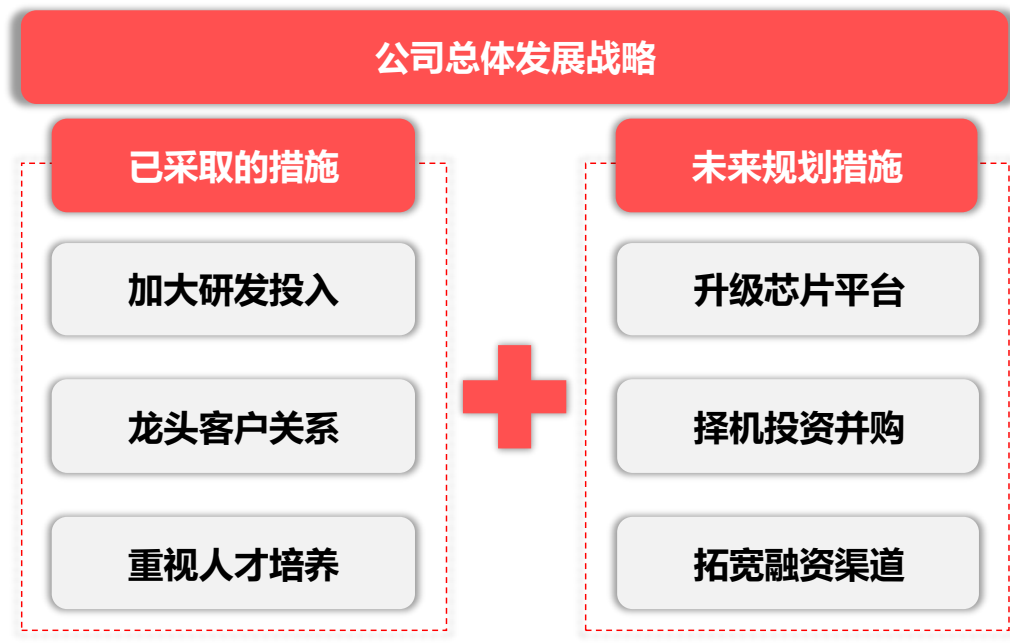 公司总体发展战略
已采取的措施
加大研发投入
龙头客户关系
重视人才培养
未来规划措施
升级芯片平台
择机投资并购
拓宽融资渠道